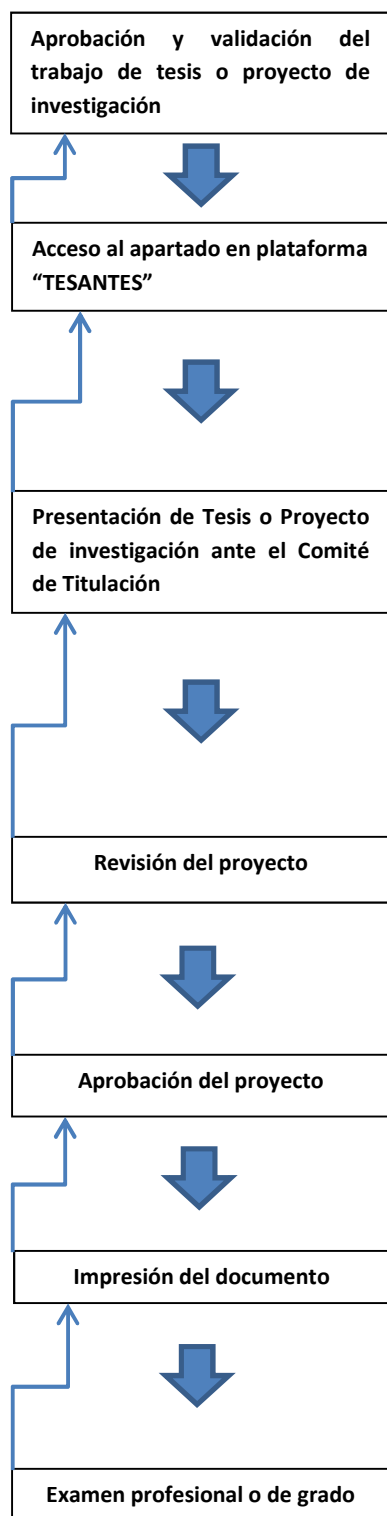 Aprobación y validación del
trabajo de tesis o proyecto de
investigación
Acceso al apartado en plataforma
“TESANTES”
Presentación de Tesis o Proyecto
de investigación ante el Comité
de Titulación
Revisión del proyecto
Aprobación del proyecto
Impresión del documento
Examen profesional o de grado